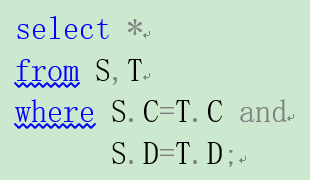 select *
from S,T
where S.C=T.C and
S.D=T.D;